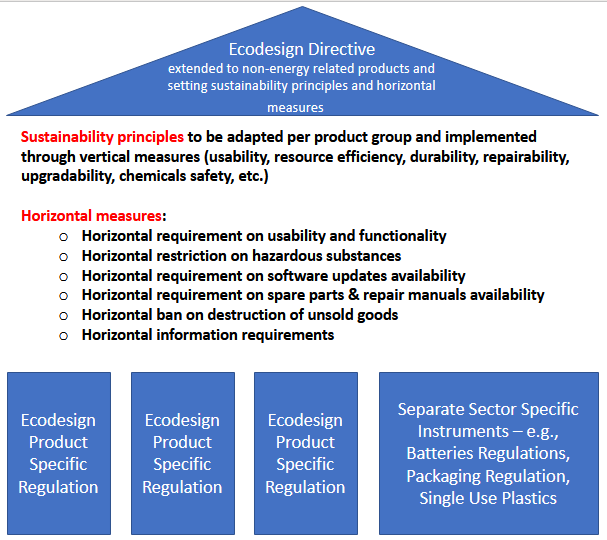 Ecodesign Directive
extended to non-energy related products and
setting sustainability principles and horizontal
measures
Sustainability principles to be adapted per product group and implemented
through vertical measures (usability, resource efficiency, durability, repairability,
upgradability, chemicals safety, etc.)
Horizontal measures:
o Horizontal requirement on usability and functionality
o Horizontal restriction on hazardous substances
o Horizontal requirement on software updates availability
o Horizontal requirement on spare parts & repair manuals availability
o Horizontal ban on destruction of unsold goods
o Horizontal information requirements
Ecodesign
Product
Specific
Regulation
Ecodesign
Product
Specific
Regulation
Ecodesign
Product
Specific
Regulation
Separate Sector Specific
Instruments – e.g.,
Batteries Regulations,
Packaging Regulation,
Single Use Plastics